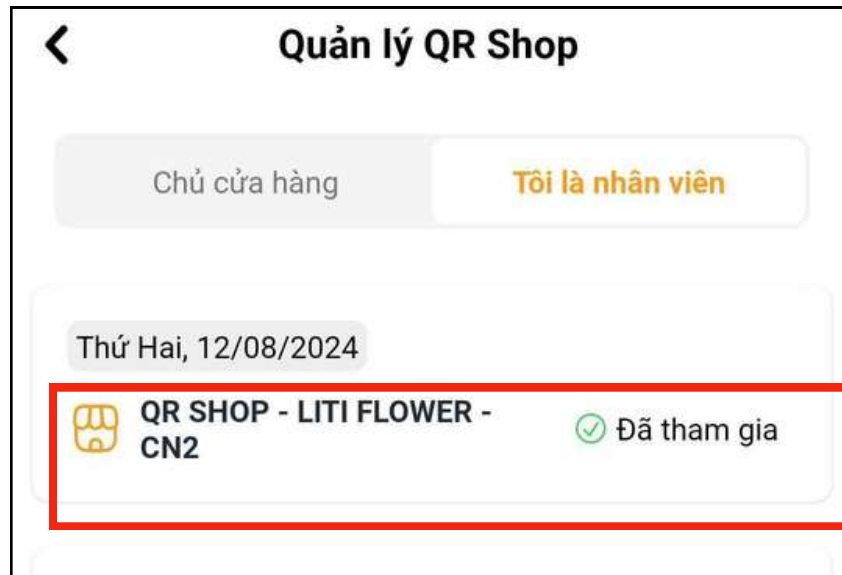 Quản lý QR Shop
Chủ cửa hàng
Tôi là nhân viên
Thứ Hai, 12/08/2024
QR SHOP - LITI FLOWER -
CN2
Đã tham gia